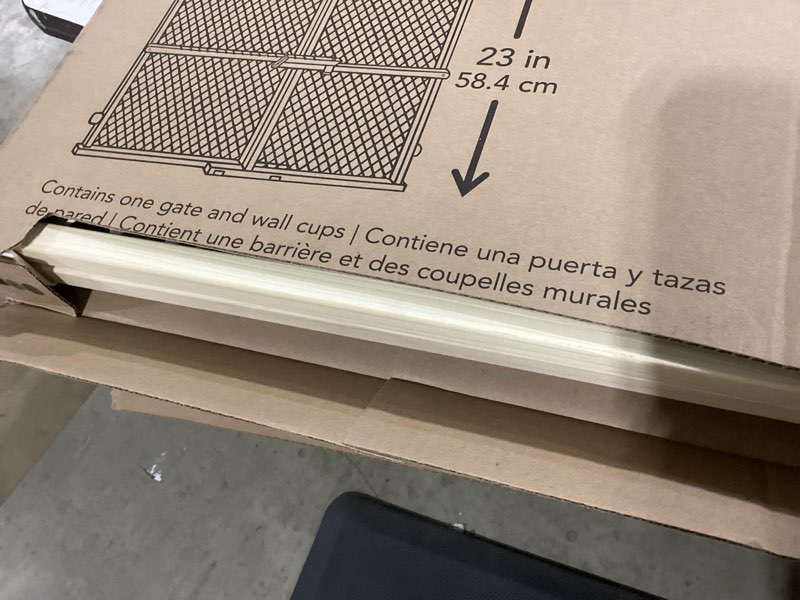 23 in
58.4 cm
Contains one gate and wall cups | Contiene una puerta y tazas
de pared | Contient une barrière et des coupelles murales